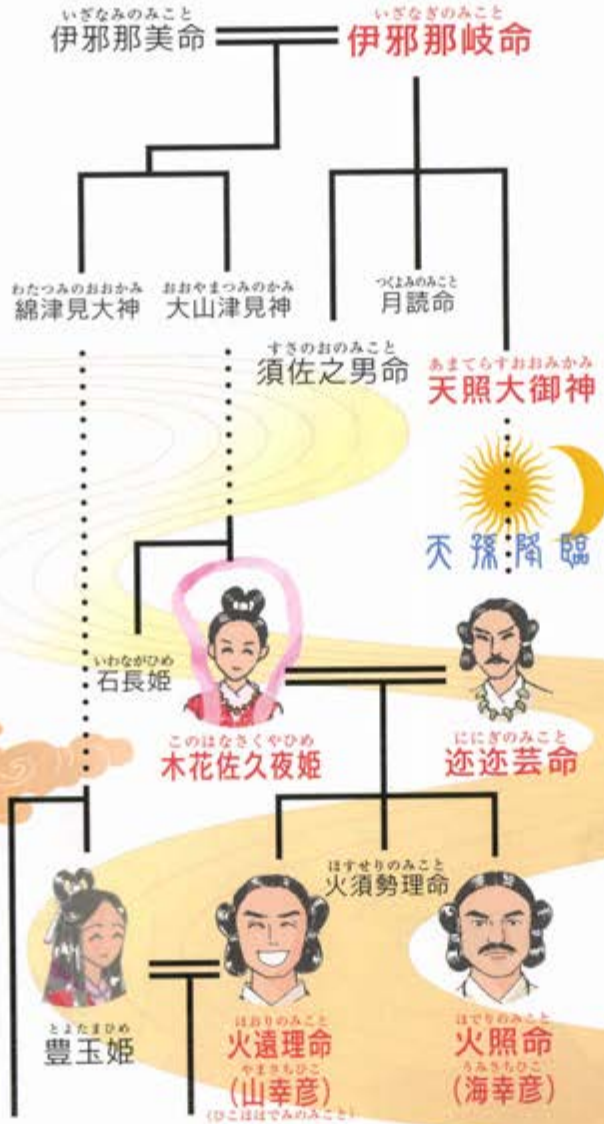 いざなみのみこと
伊邪那美命
いざなぎのみこと
伊邪那岐命
わたつみのおおかみ
綿津見大神
おおやまつみのかみ
大山津見神
つくよみのみこと
月読命
すさのおのみこと
須佐之男命
あまてらすおおみかみ
天照大御神
天孫降臨
いわながひめ
石長姫
このはなさくやひめ
木花佐久夜姫
ににぎのみこと
迩迩芸命
ほすせりのみこと
火須勢理命
とよたまひめ
豊玉姫
ほおりのみこと
火遠理命
やまさちひこ
(山幸彦)
(ひこほほでみのみこと)
ほでりのみこと
火照命
うみさちひこ
(海幸彦)